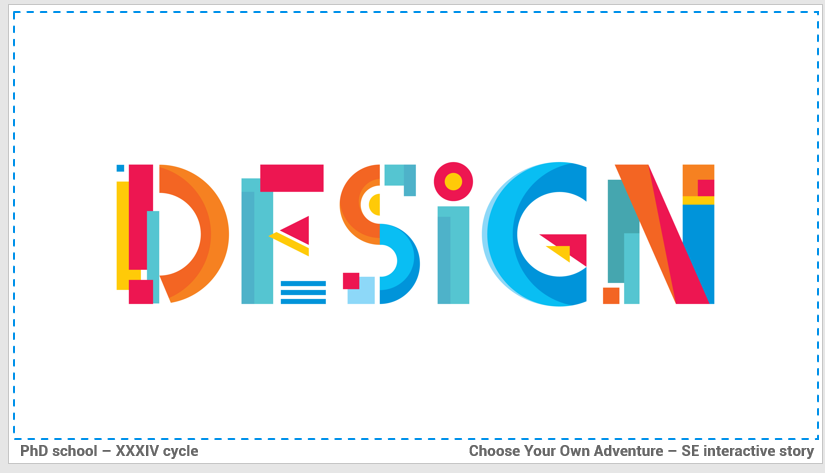 DESiGN
PhD school – XXXIV cycle
Choose Your Own Adventure – SE interactive story